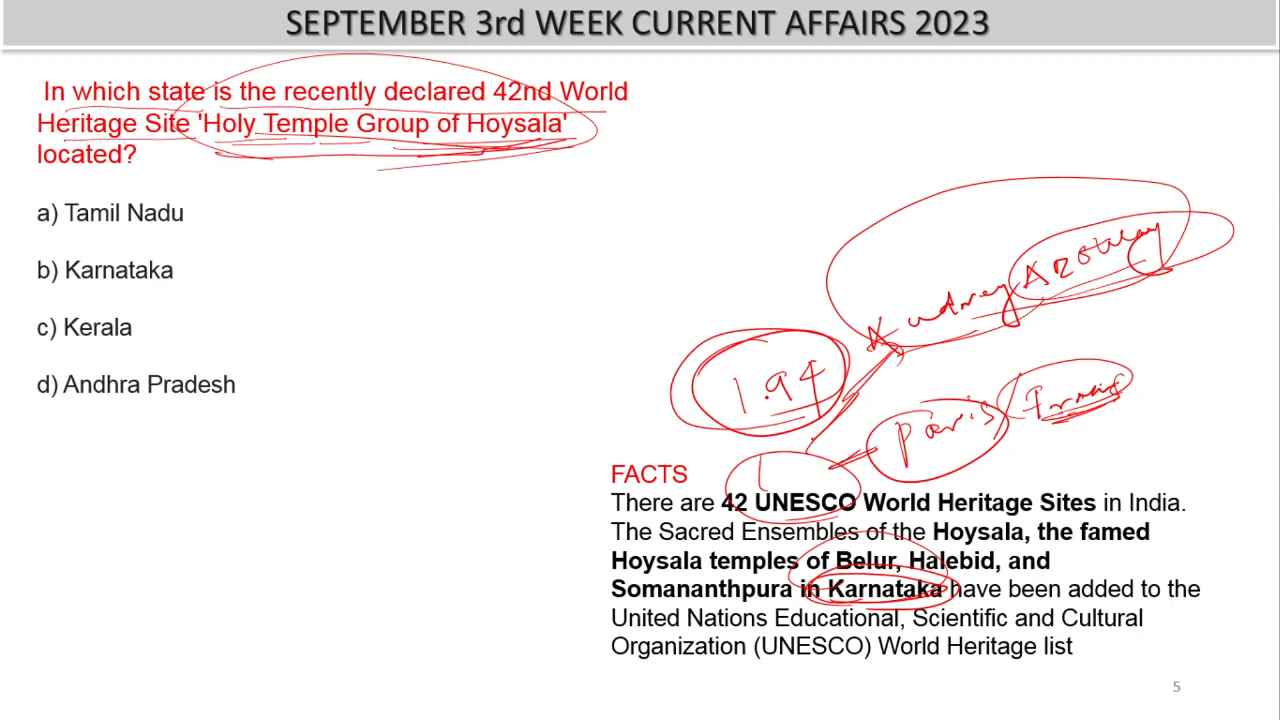 SEPTEMBER 3rd WEEK CURRENT AFFAIRS 2023
In which state is the recently declared 42nd World
Heritage Site 'Holy Temple Group of Hoysala'
located?
a) Tamil Nadu
b) Karnataka
c) Kerala
d) Andhra Pradesh
1.94
Paris
FACTS
There are 42 UNESCO World Heritage Sites in India.
The Sacred Ensembles of the Hoysala, the famed
Hoysala temples of Belur, Halebid, and
Somananthpura in Karnataka have been added to the
United Nations Educational, Scientific and Cultural
Organization (UNESCO) World Heritage list
5